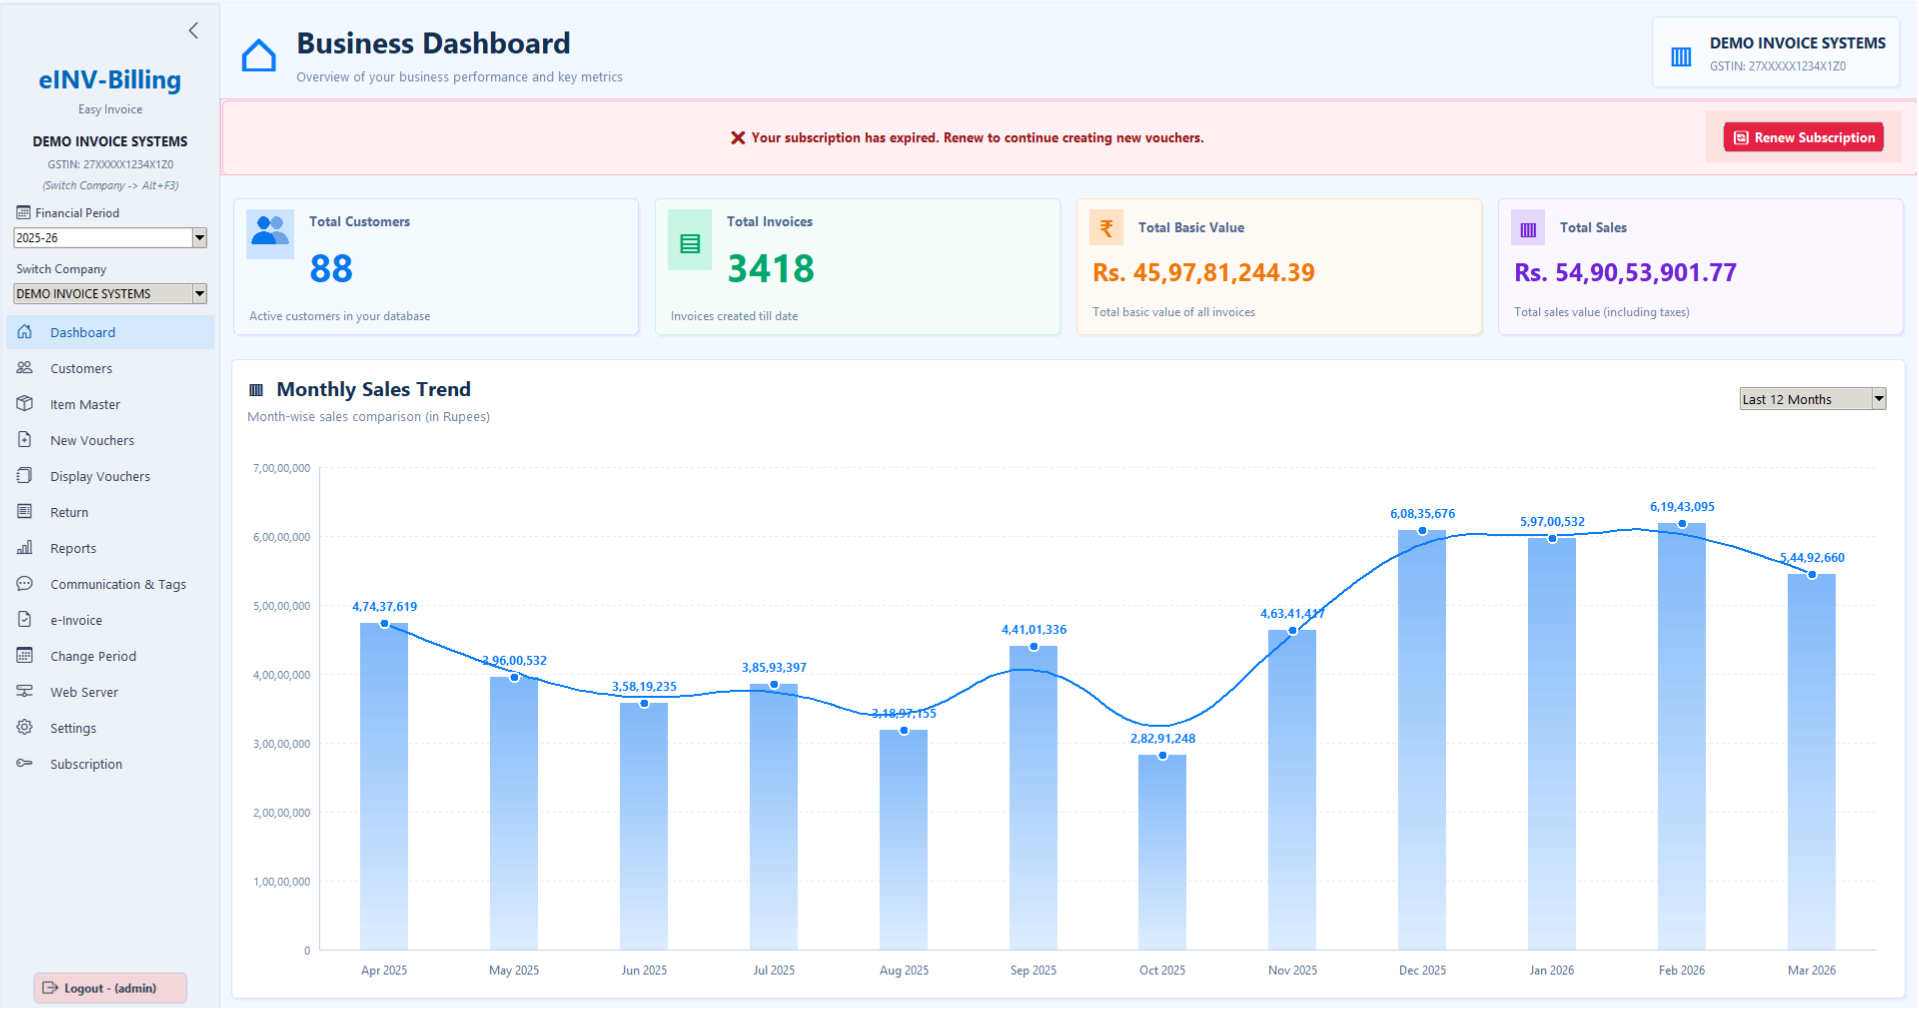 eINV-Billing
Easy Invoice
DEMO INVOICE SYSTEMS
GSTIN: 27XXXXX1234X1Z0
(Switch Company -> Alt+F3)
Financial Period
2025-26
Switch Company
DEMO INVOICE SYSTEMS
Dashboard
Customers
Item Master
New Vouchers
Display Vouchers
Return
Reports
Communication & Tags
e-Invoice
Change Period
Web Server
Settings
Subscription
Logout - (admin)
Business Dashboard
Overview of your business performance and key metrics
DEMO INVOICE SYSTEMS
GSTIN: 27XXXXX1234X1Z0
Your subscription has expired. Renew to continue creating new vouchers.
Renew Subscription
Total Customers
88
Active customers in your database
Total Invoices
3418
Invoices created till date
₹ Total Basic Value
Rs. 45,97,81,244.39
Total basic value of all invoices
Total Sales
Rs. 54,90,53,901.77
Total sales value (including taxes)
Monthly Sales Trend
Month-wise sales comparison (in Rupees)
Last 12 Months
7,00,00,000
6,00,00,000
5,00,00,000
4,00,00,000
3,00,00,000
2,00,00,000
1,00,00,000
0
4,74,37,619
3,96,00,532
3,58,19,235
3,85,93,397
3,18,97,155
4,41,01,336
2,82,91,248
4,63,41,417
6,08,35,676
5,97,00,532
6,19,43,095
5,44,92,660
Apr 2025
May 2025
Jun 2025
Jul 2025
Aug 2025
Sep 2025
Oct 2025
Nov 2025
Dec 2025
Jan 2026
Feb 2026
Mar 2026